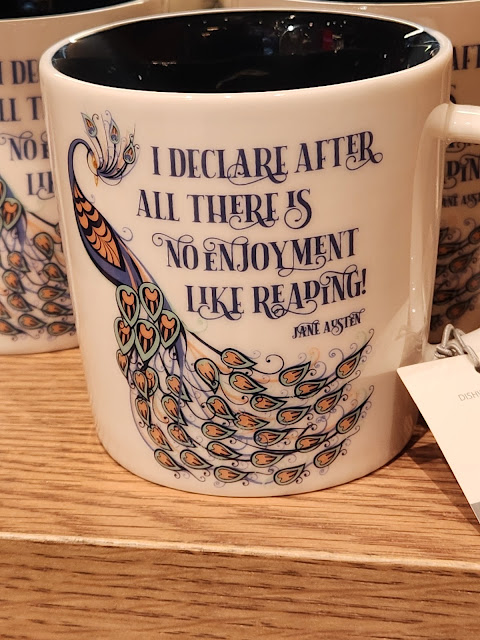 I DECLARE AFTER
ALL THERE IS
NO ENJOYMENT
LIKE READING!
JANE AUSTEN